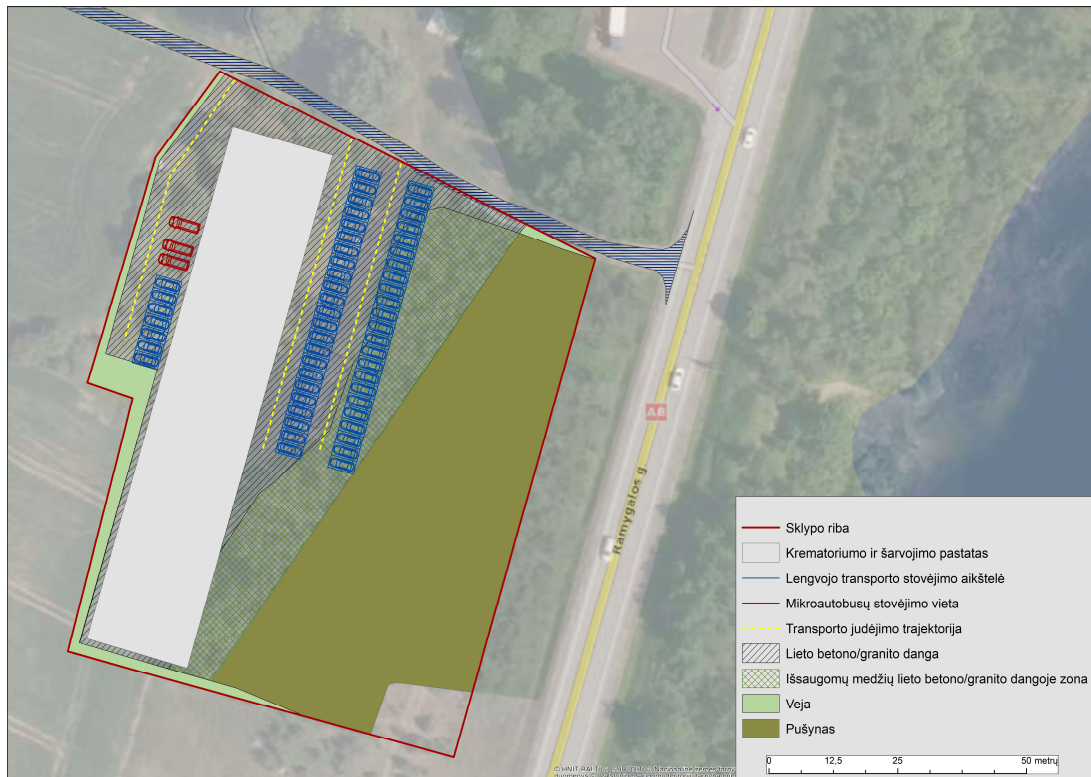 A8
Ramygalos g.
Sklypo riba
Krematoriumo ir šarvojimo pastatas
Lengvojo transporto stovėjimo aikštelė
Mikroautobusų stovėjimo vieta
Transporto judėjimo trajektorija
Lieto betono/granito danga
Išsaugomų medžių lieto betono/granito dangoje zona
Veja
Pušynas
0 12,5 25 50 metrų